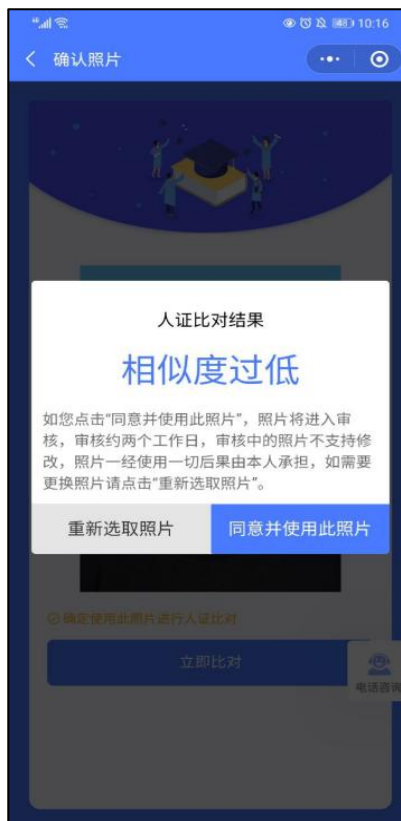 10:16
确认照片
人证比对结果
相似度过低
如您点击“同意并使用此照片”，照片将进入审
核，审核约两个工作日，审核中的照片不支持修
改，照片一经使用一切后果由本人承担，如需要
更换照片请点击“重新选取照片”。
重新选取照片
同意并使用此照片
确定使用此照片进行人证比对
立即比对
电话咨询